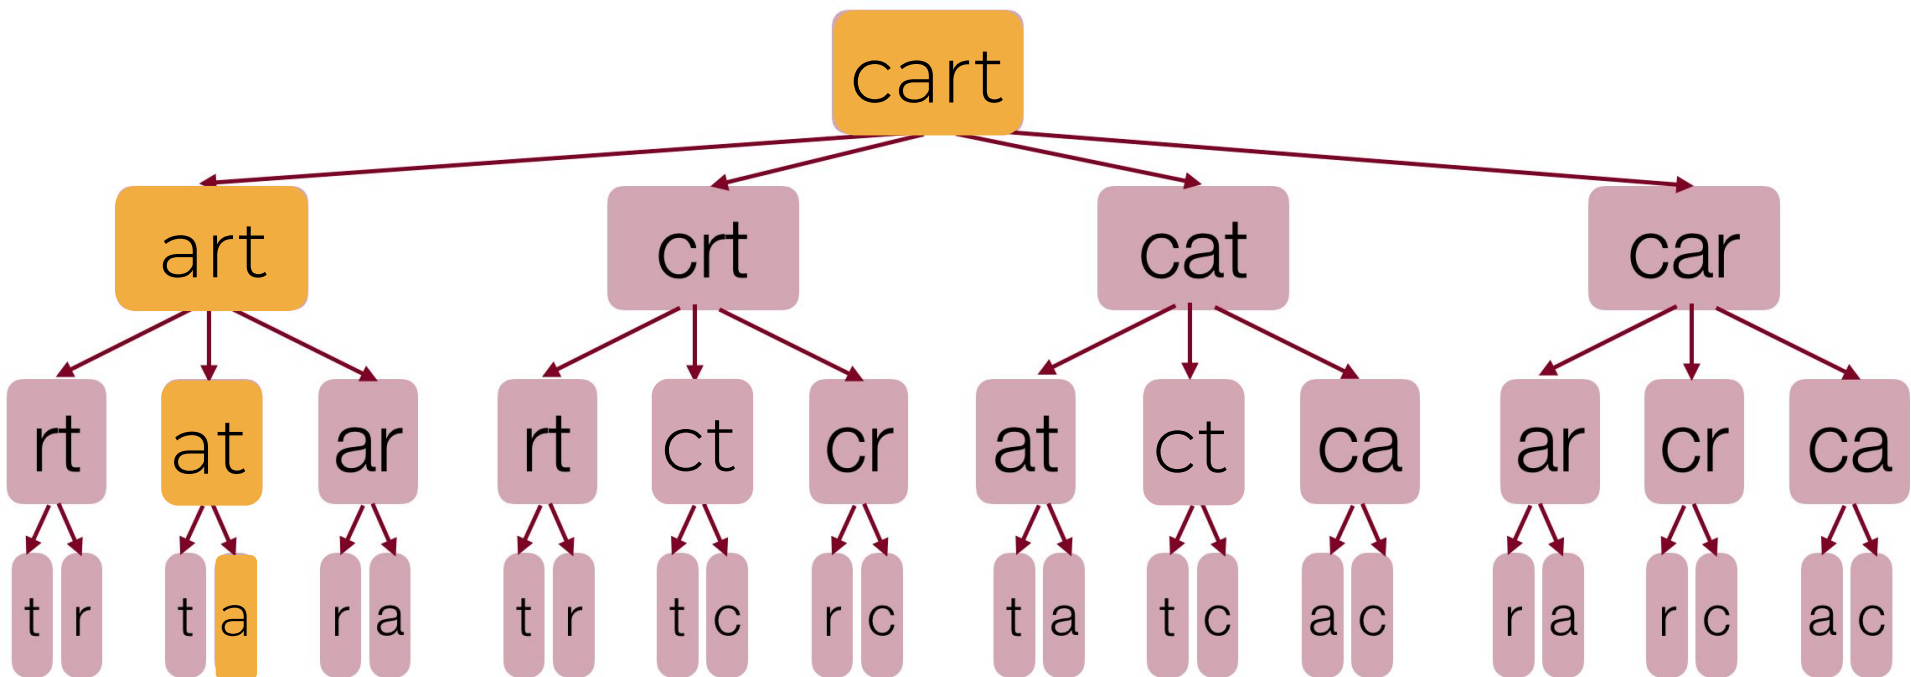 cart
art crt cat car
rt at ar rt ct cr at ct ca ar cr ca
t r t a r a t r t c r c t a t c a c r a r c a c